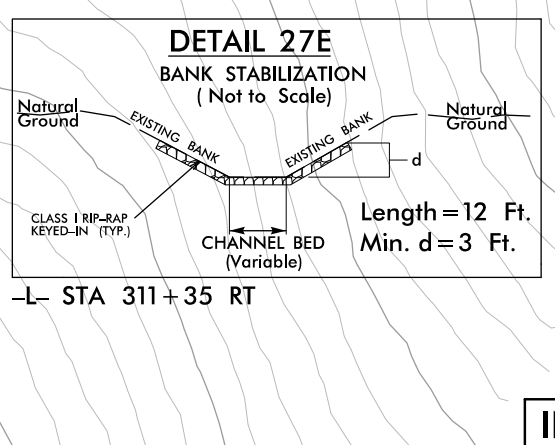 DETAIL 27E
BANK STABILIZATION
( Not to Scale)
Natural
Ground
EXISTING BANK
EXISTING BANK
Natural
Ground
d
CLASS I RIP-RAP
KEYED-IN (TYP.)
CHANNEL BED
(Variable)
Length = 12 Ft.
Min. d = 3 Ft.
-L- STA 311+35 RT